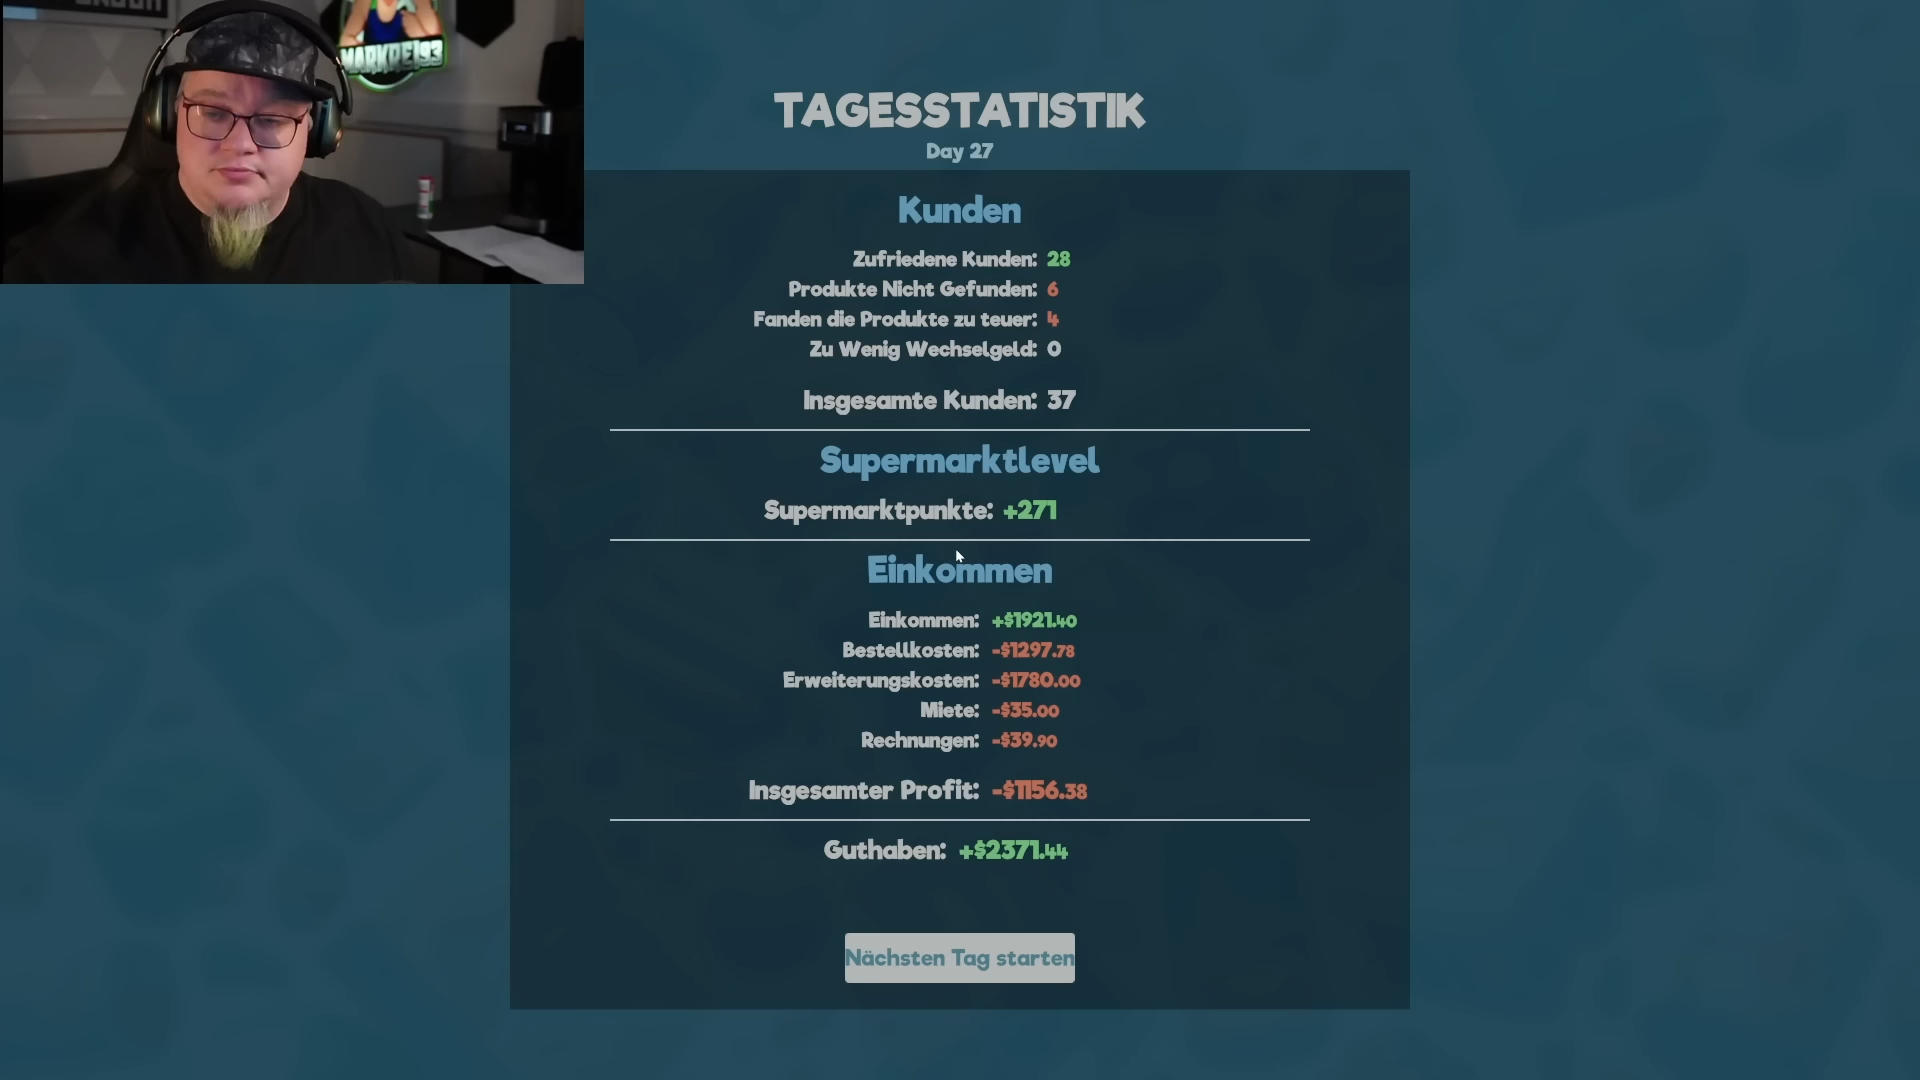 MARKREI93
TAGESSTATISTIK
Day 27
Kunden
Zufriedene Kunden: 28
Produkte Nicht Gefunden: 6
Fanden die Produkte zu teuer: 4
Zu Wenig Wechselgeld: 0
Insgesamte Kunden: 37
Supermarktlevel
Supermarktpunkte: +271
Einkommen
Einkommen: +$1921.40
Bestellkosten: -$1297.78
Erweiterungskosten: -$1780.00
Miete: -$35.00
Rechnungen: -$39.90
Insgesamter Profit: -$1156.38
Guthaben: +$2371.44
Nächsten Tag starten